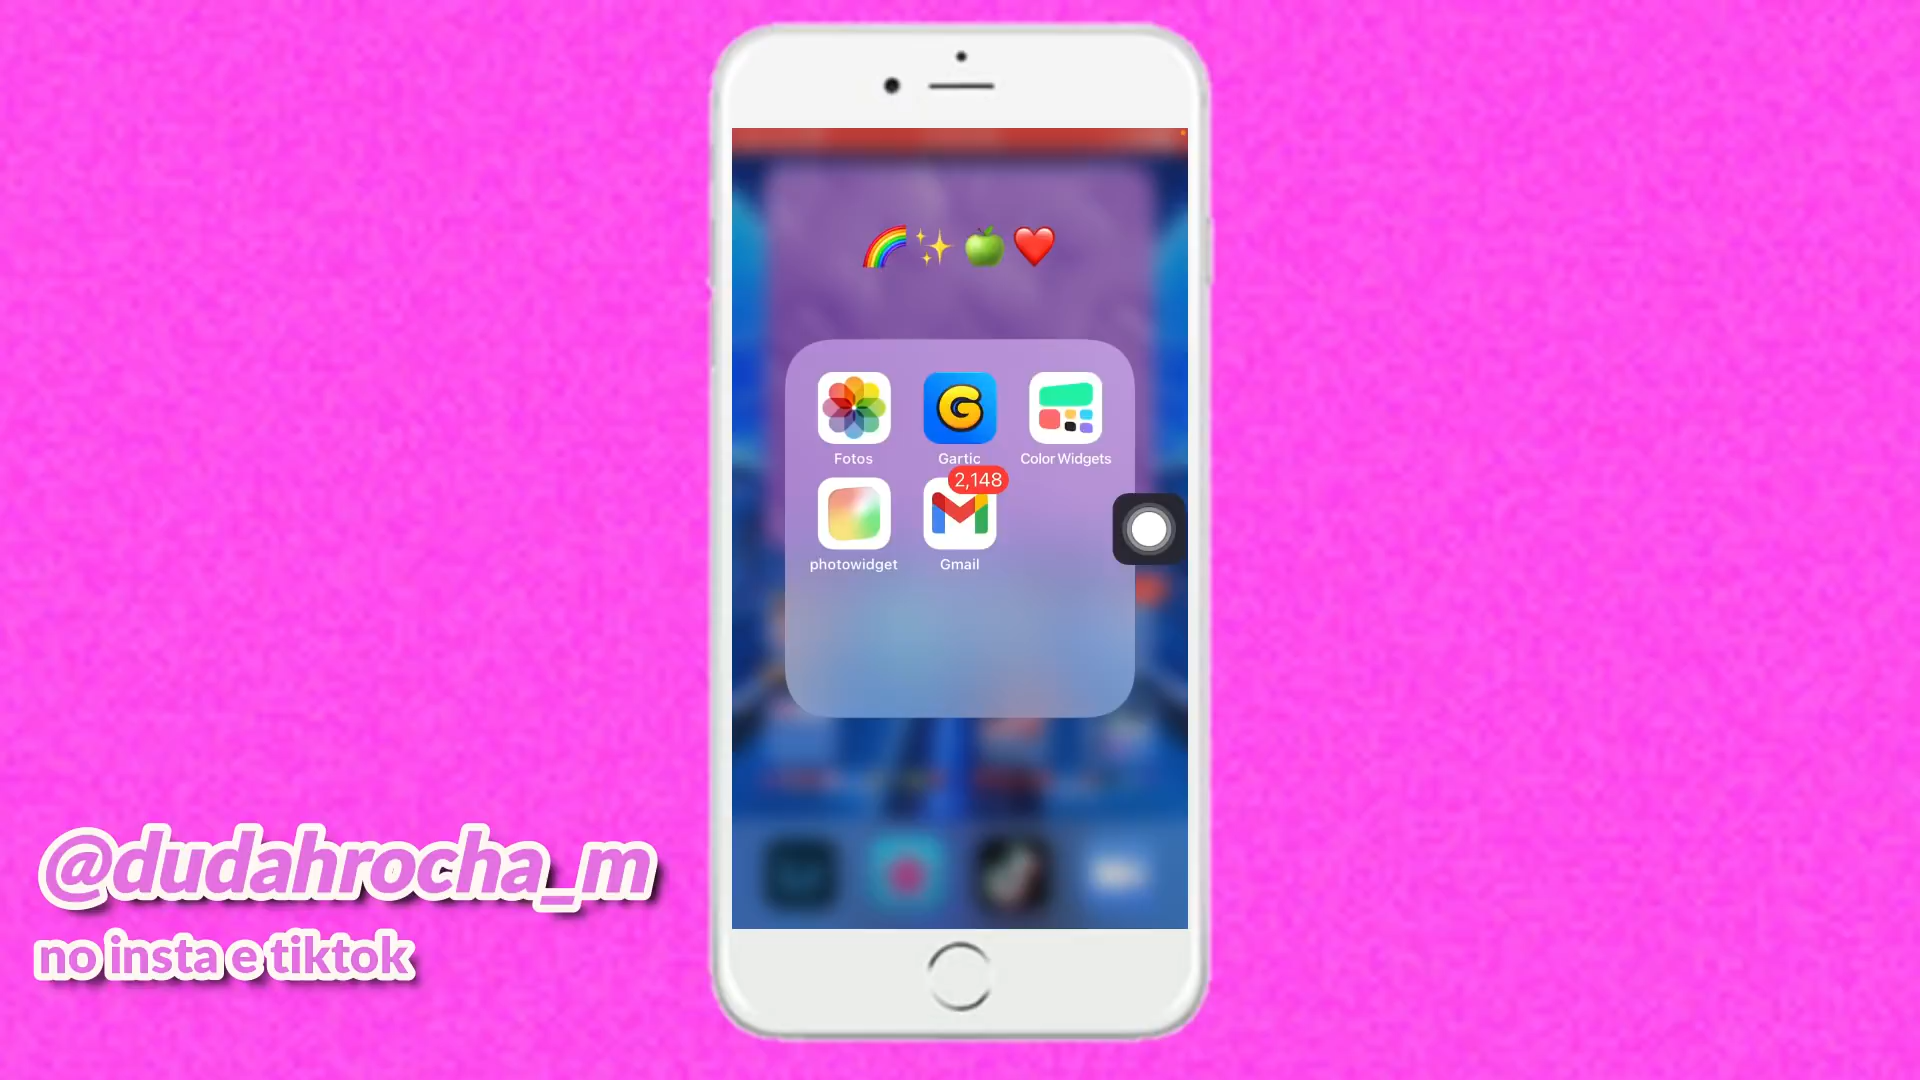 🌈✨🍏❤️
G
Fotos
Gartic
Color Widgets
2,148
photowidget
Gmail
@dudahrocha_m
no insta e tiktok